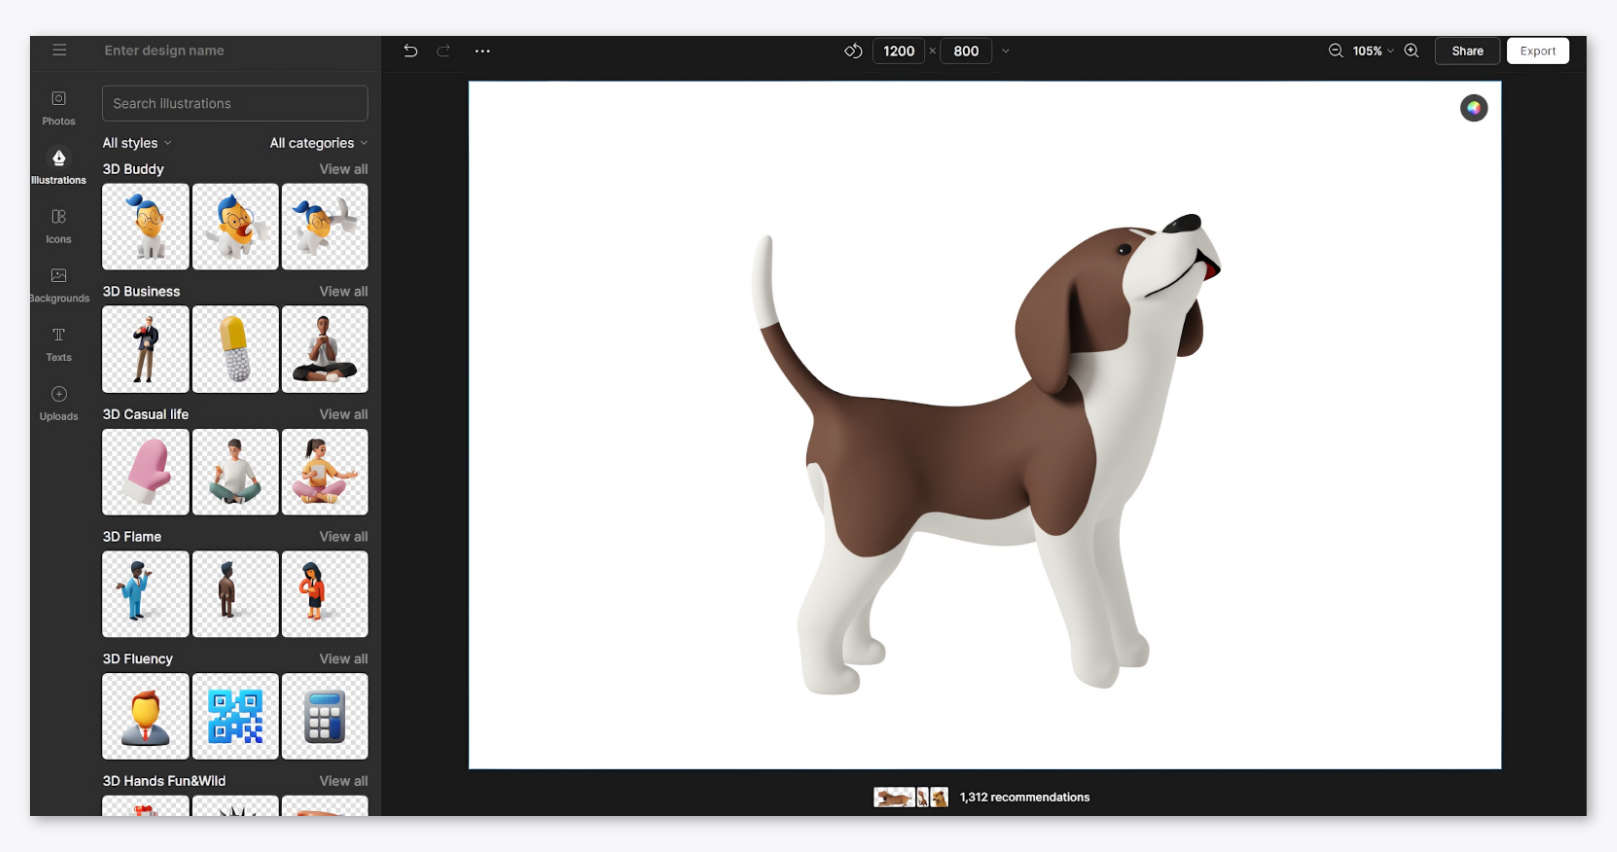 Enter design name
1200 × 800
105%
Share
Export
Photos
Illustrations
Icons
Backgrounds
Texts
Uploads
Search illustrations
All styles
All categories
3D Buddy
View all
3D Business
View all
3D Casual life
View all
3D Flame
View all
3D Fluency
View all
3D Hands Fun&Wild
View all
1,312 recommendations